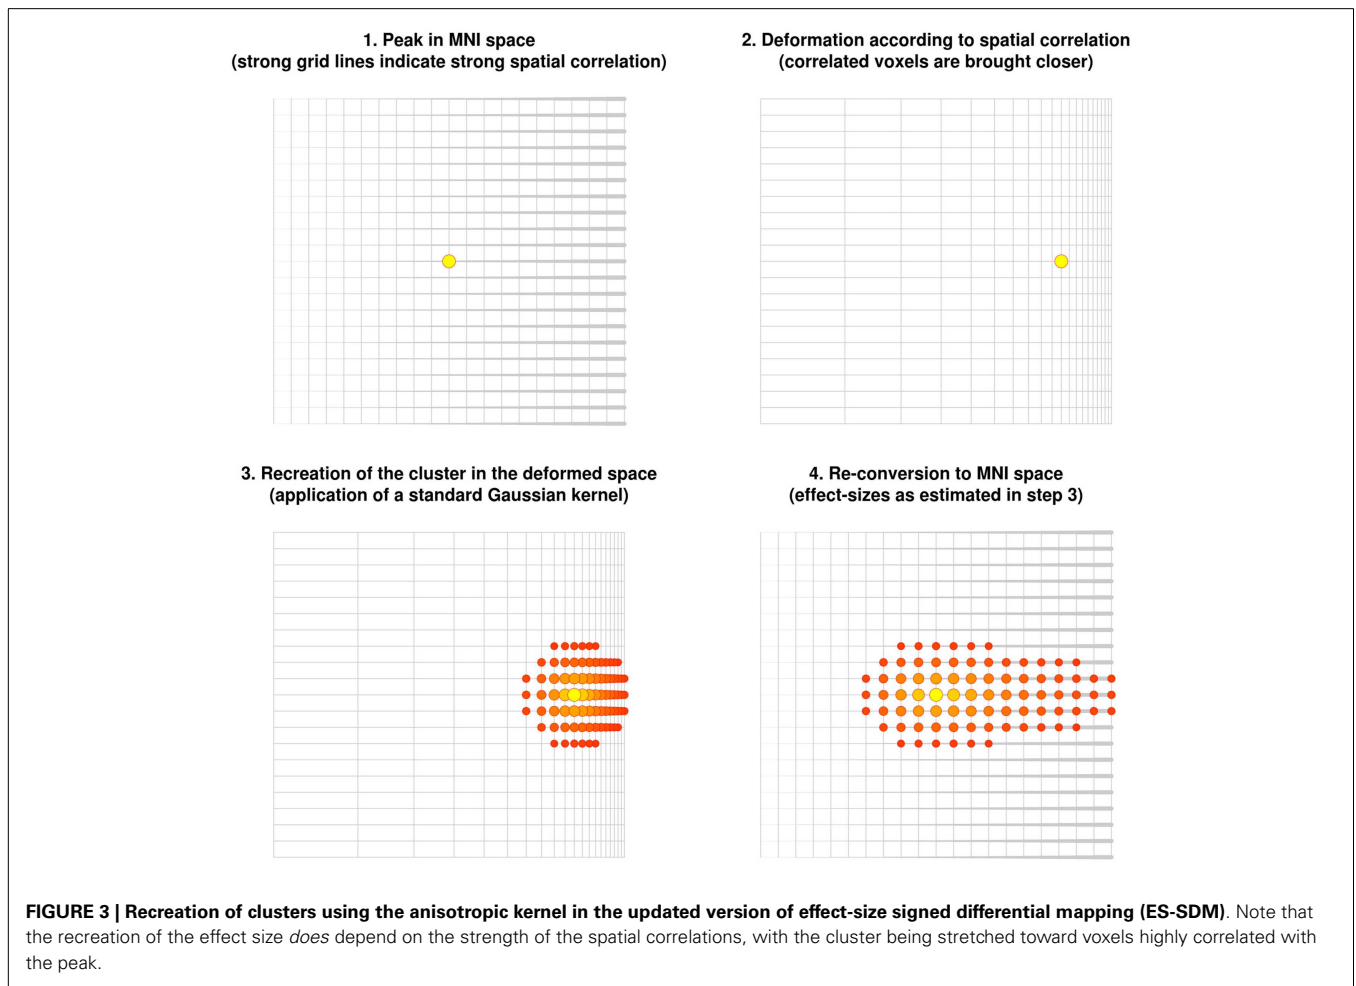 1. Peak in MNI space
(strong grid lines indicate strong spatial correlation)
2. Deformation according to spatial correlation
(correlated voxels are brought closer)
3. Recreation of the cluster in the deformed space
(application of a standard Gaussian kernel)
4. Re-conversion to MNI space
(effect-sizes as estimated in step 3)
FIGURE 3 | Recreation of clusters using the anisotropic kernel in the updated version of effect-size signed differential mapping (ES-SDM). Note that
the recreation of the effect size does depend on the strength of the spatial correlations, with the cluster being stretched toward voxels highly correlated with
the peak.